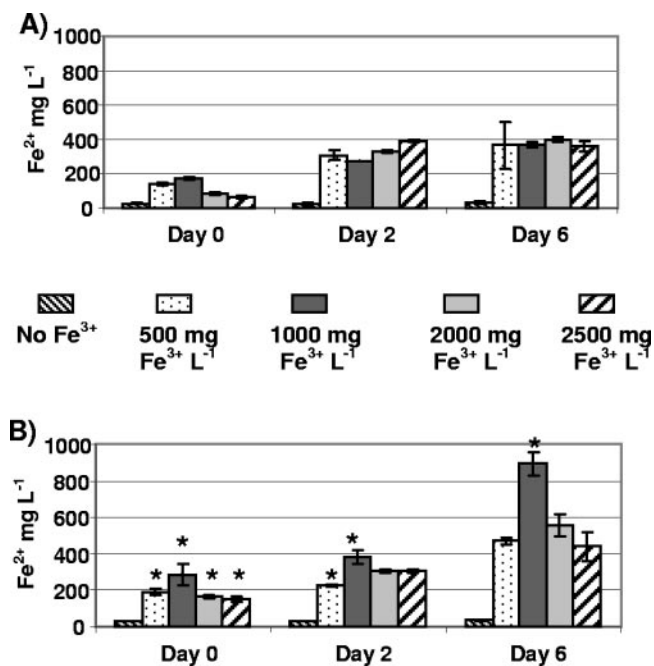 A)
1000
800
600
400
200
0
Fe²⁺ mg L⁻¹
Day 0 Day 2 Day 6
No Fe³⁺ 500 mg Fe³⁺ L⁻¹ 1000 mg Fe³⁺ L⁻¹ 2000 mg Fe³⁺ L⁻¹ 2500 mg Fe³⁺ L⁻¹
B)
1000
800
600
400
200
0
Fe²⁺ mg L⁻¹
* * * *
* *
*
Day 0 Day 2 Day 6